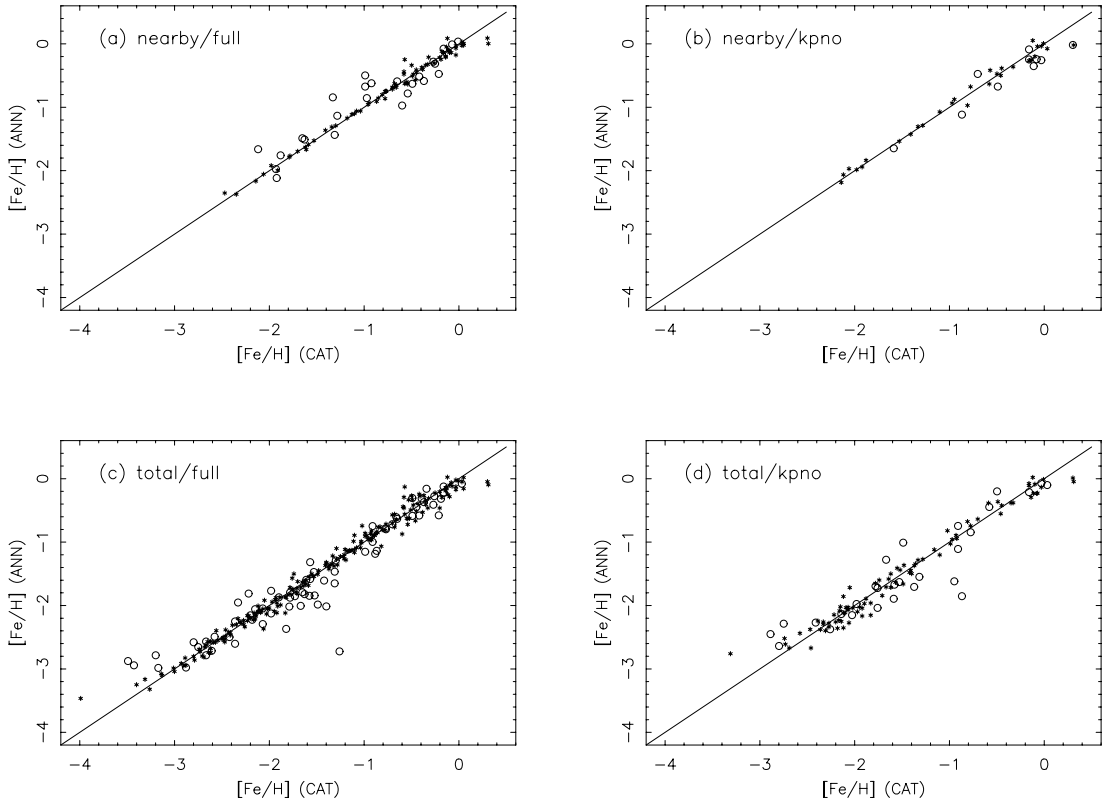 (a) nearby/full
[Fe/H] (ANN)
0
−1
−2
−3
−4
−4 −3 −2 −1 0
[Fe/H] (CAT)
(b) nearby/kpno
[Fe/H] (ANN)
0
−1
−2
−3
−4
−4 −3 −2 −1 0
[Fe/H] (CAT)
(c) total/full
[Fe/H] (ANN)
0
−1
−2
−3
−4
−4 −3 −2 −1 0
[Fe/H] (CAT)
(d) total/kpno
[Fe/H] (ANN)
0
−1
−2
−3
−4
−4 −3 −2 −1 0
[Fe/H] (CAT)